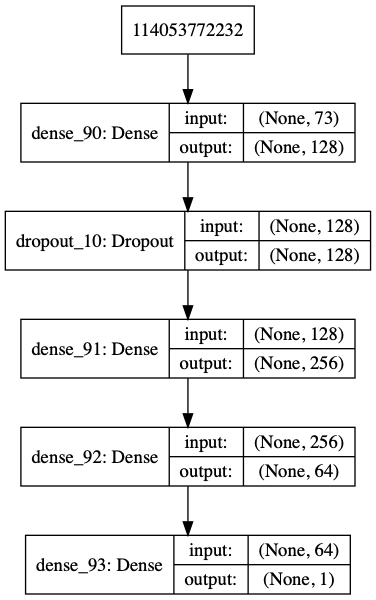 114053772232
dense_90: Dense
input: (None, 73)
output: (None, 128)
dropout_10: Dropout
input: (None, 128)
output: (None, 128)
dense_91: Dense
input: (None, 128)
output: (None, 256)
dense_92: Dense
input: (None, 256)
output: (None, 64)
dense_93: Dense
input: (None, 64)
output: (None, 1)